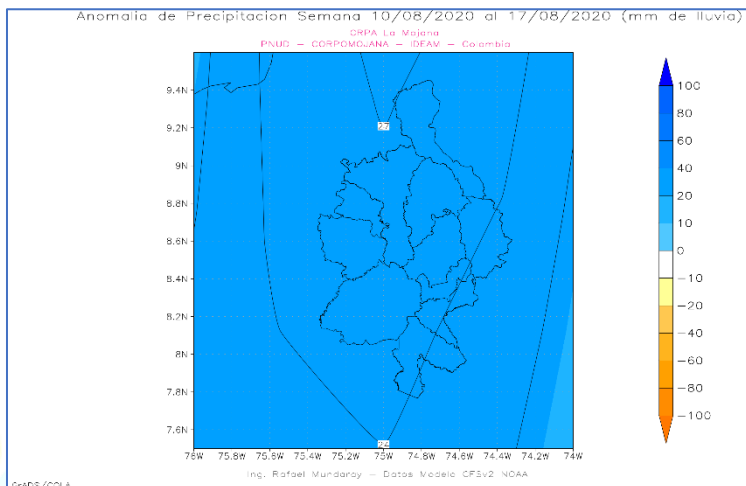 Anomalia de Precipitacion Semana 10/08/2020 al 17/08/2020 (mm de lluvia)
CRPA La Mojana
PNUD – CORPOMOJANA – IDEAM – Colombia
9.4N
9.2N
9N
8.8N
8.6N
8.4N
8.2N
8N
7.8N
7.6N
27
24
76W 75.8W 75.6W 75.4W 75.2W 75W 74.8W 74.6W 74.4W 74.2W 74W
100
80
60
40
20
10
0
−10
−20
−40
−60
−80
−100
Ing. Rafael Mundaray – Datos Modelo CFSv2 NOAA
GrADS/COLA